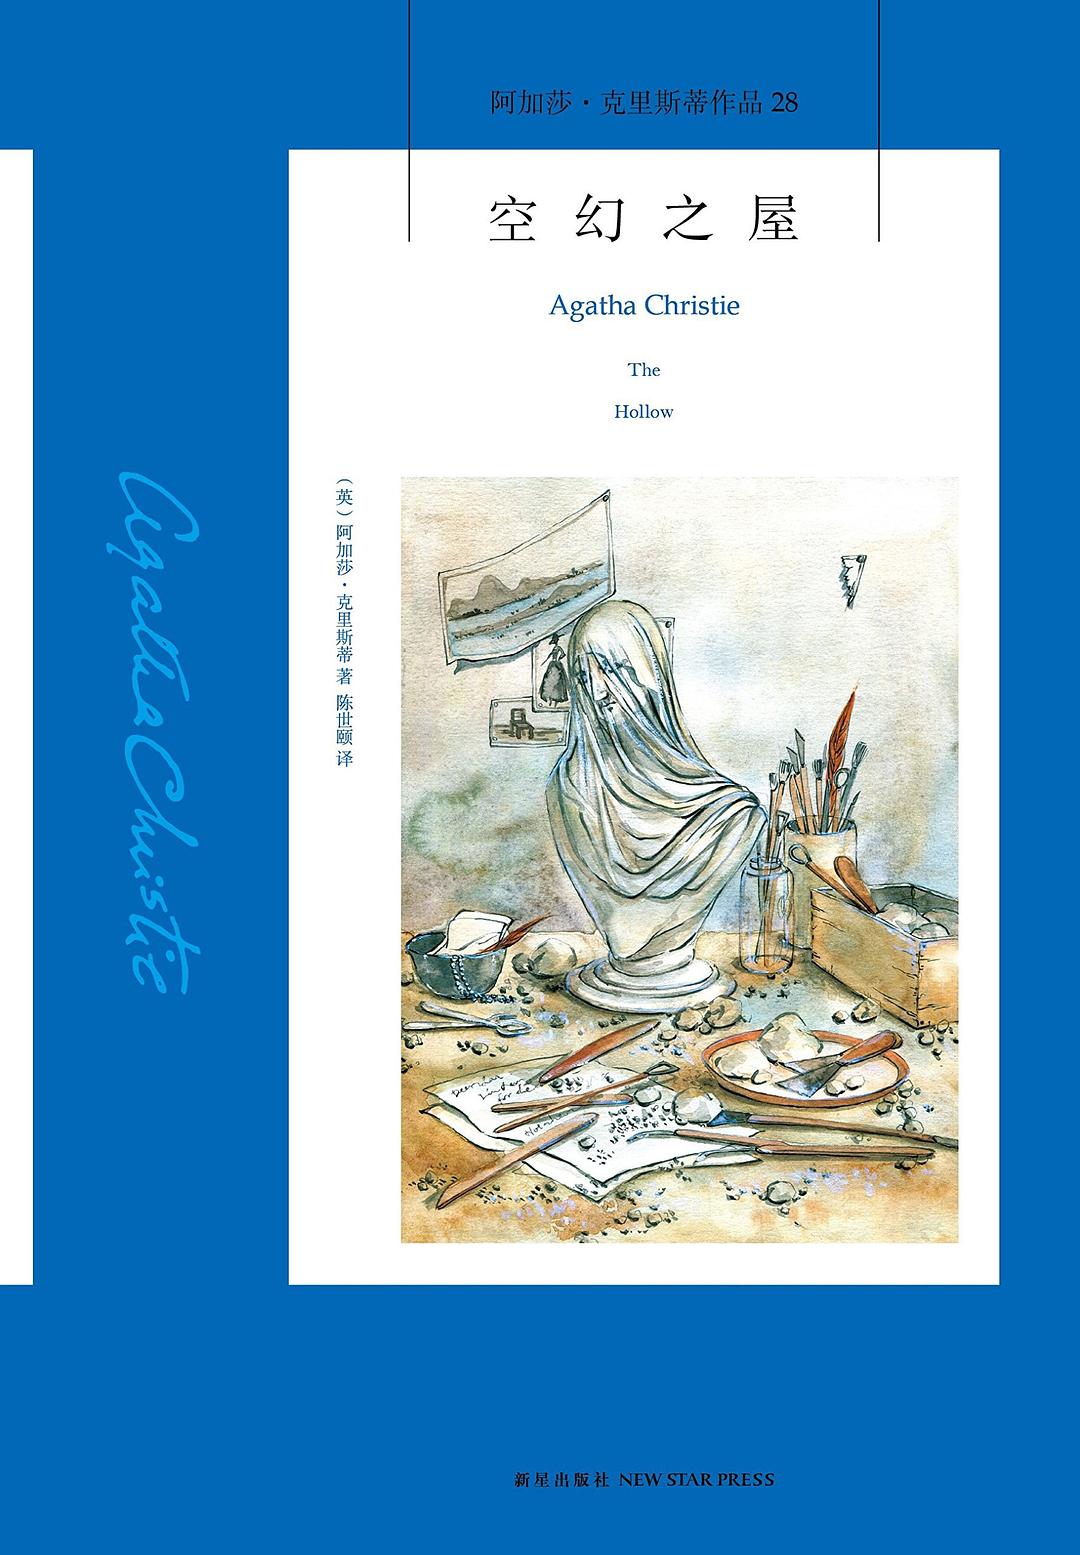 阿加莎·克里斯蒂作品 28
空幻之屋
Agatha Christie
The
Hollow
（英）阿加莎·克里斯蒂 著 陈世颐 译
Agatha Christie
新星出版社 NEW STAR PRESS